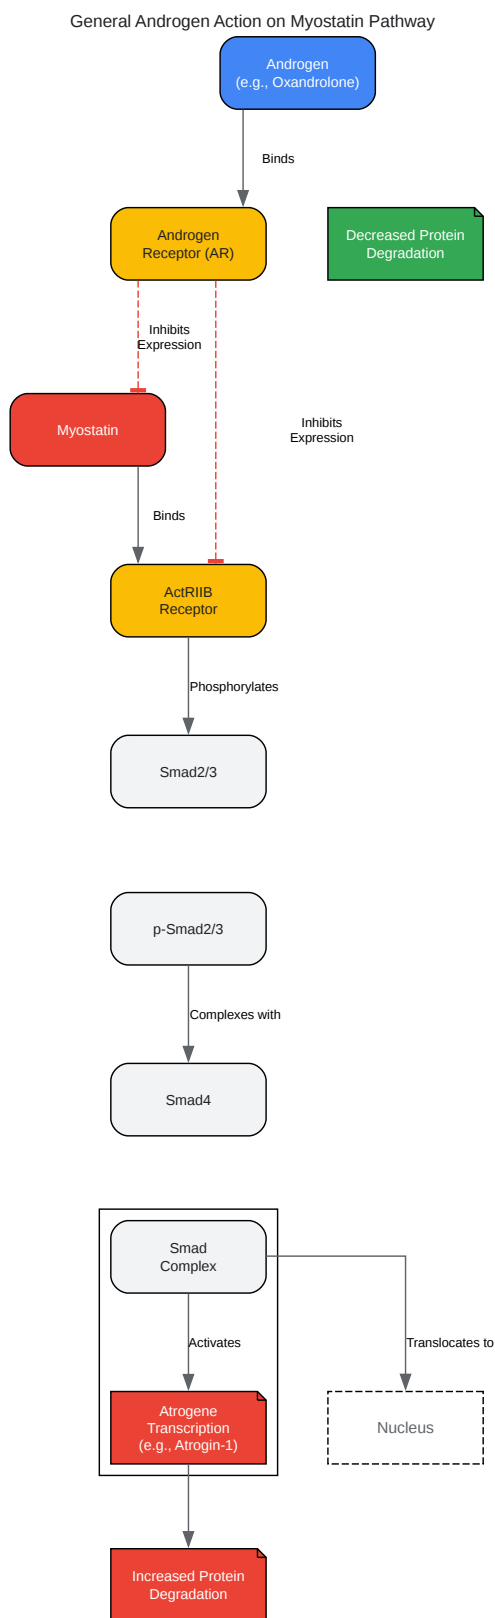 General Androgen Action on Myostatin Pathway
Androgen
(e.g., Oxandrolone)
Binds
Androgen
Receptor (AR)
Decreased Protein
Degradation
Inhibits
Expression
Myostatin
Inhibits
Expression
Binds
ActRIIB
Receptor
Phosphorylates
Smad2/3
p-Smad2/3
Complexes with
Smad4
Smad
Complex
Activates
Translocates to
Atrogene
Transcription
(e.g., Atrogin-1)
Nucleus
Increased Protein
Degradation